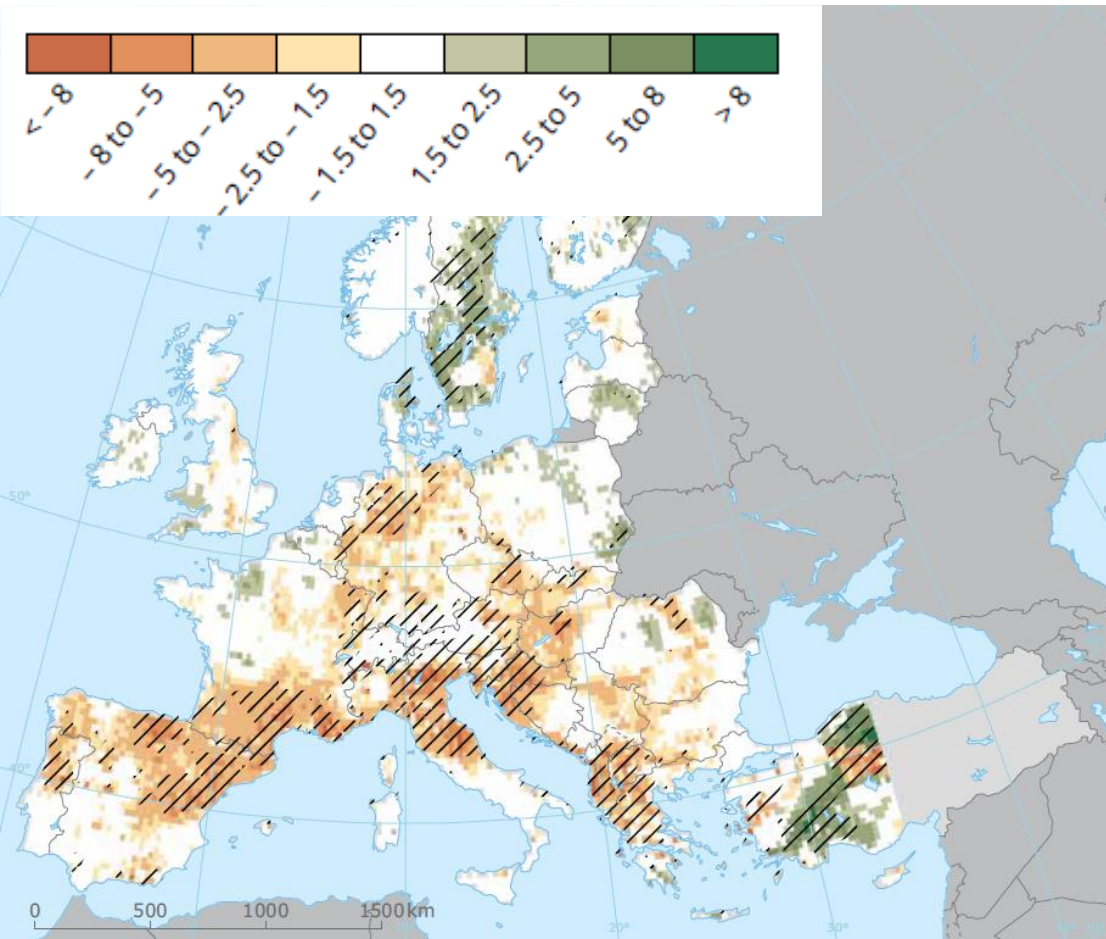 < – 8
– 8 to – 5
– 5 to – 2.5
– 2.5 to – 1.5
– 1.5 to 1.5
1.5 to 2.5
2.5 to 5
5 to 8
> 8
50°
40°
0 500 1000 1500 km
0°
10°
20°
30°